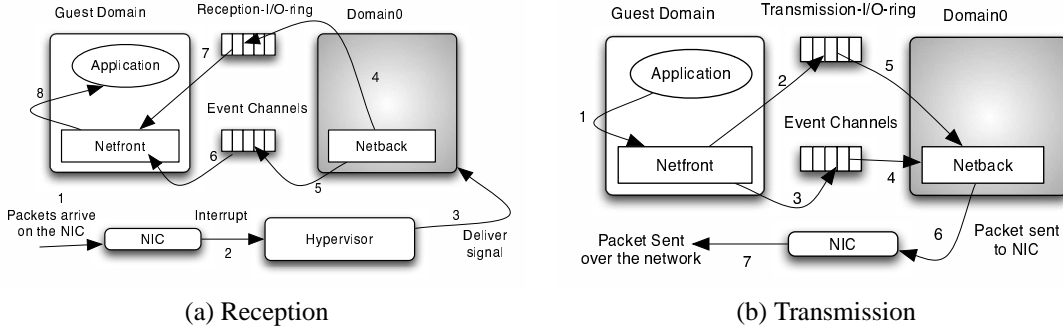 Guest Domain
Reception-I/O-ring
Domain0
7
Application
4
8
Event Channels
Netfront
6
Netback
5
1
Packets arrive
on the NIC
Interrupt
NIC
2
Hypervisor
3
Deliver
signal
(a) Reception
Guest Domain
Transmission-I/O-ring
Domain0
Application
5
2
1
Event Channels
Netfront
Netback
3
4
Packet Sent
over the network
NIC
6
Packet sent
to NIC
7
(b) Transmission